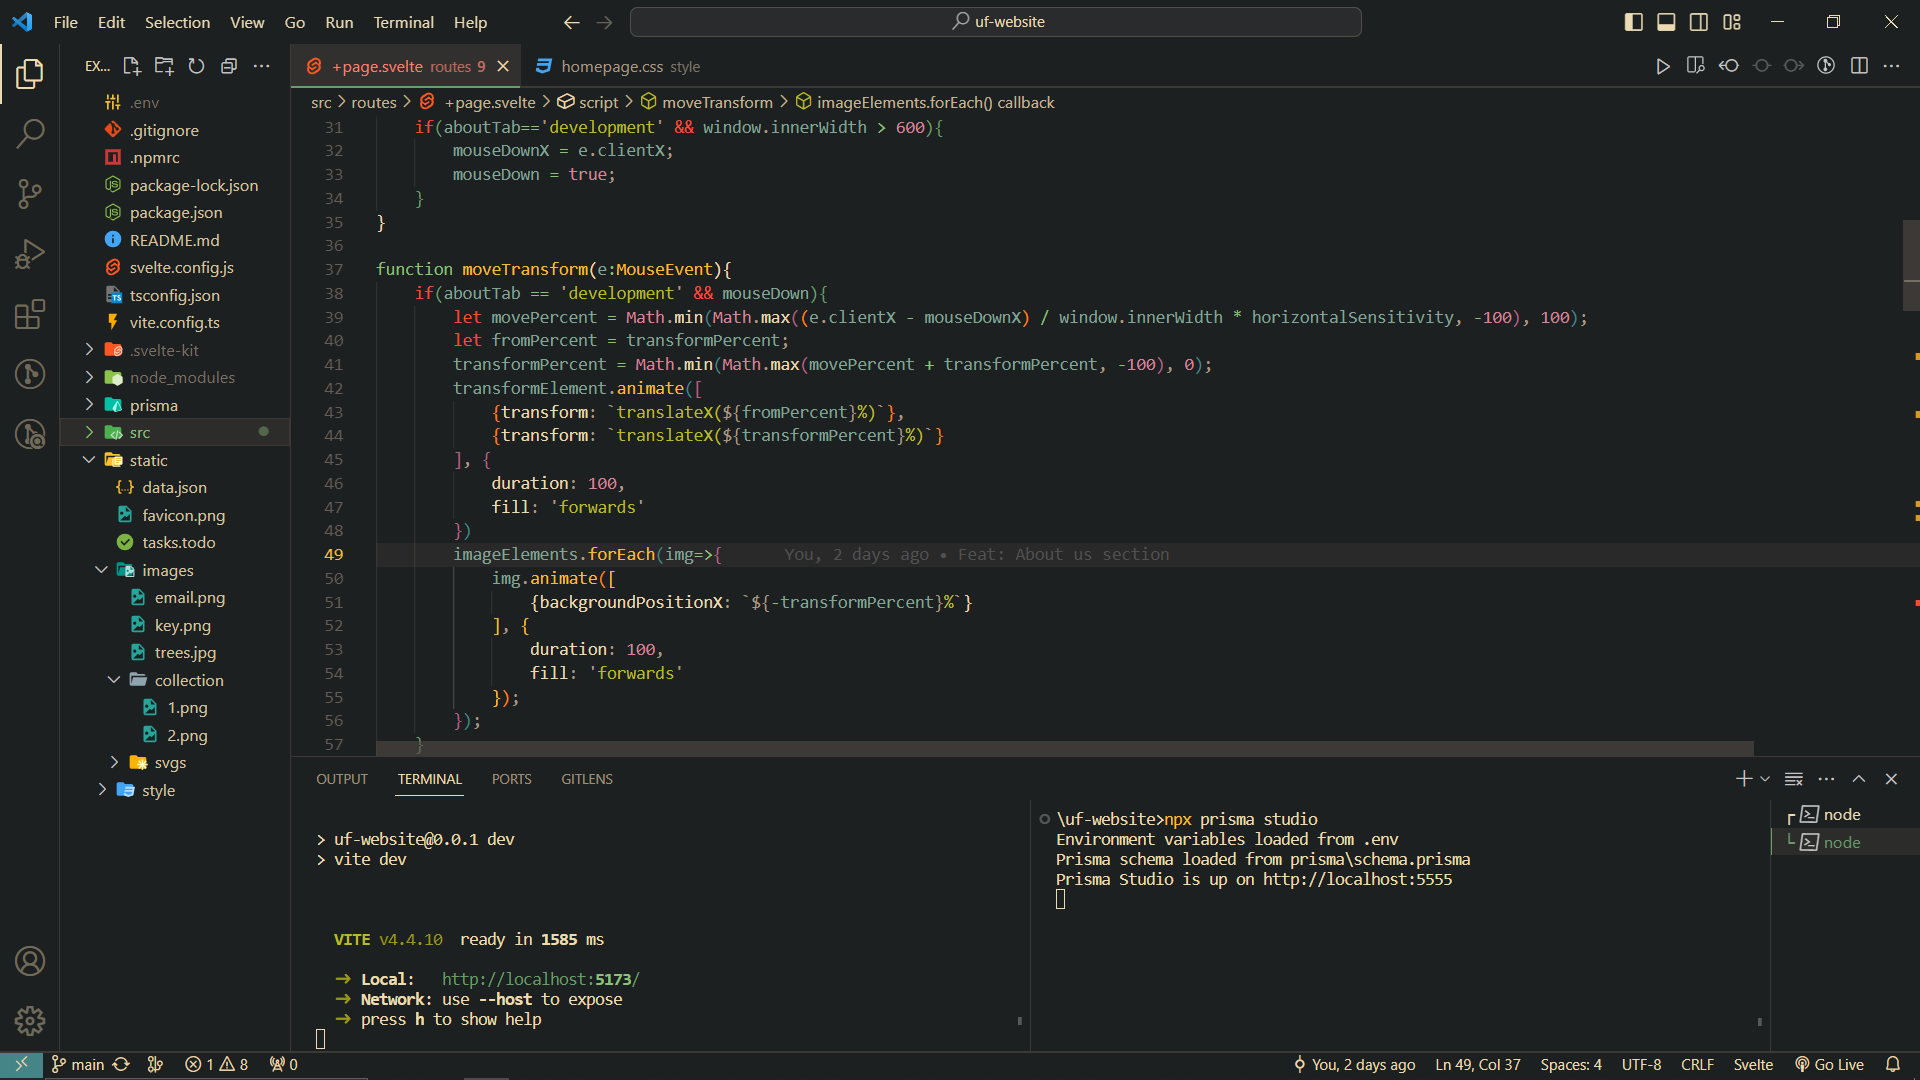 File Edit Selection View Go Run Terminal Help
uf-website
EX...
+page.svelte routes 9
homepage.css style
src > routes > +page.svelte > script > moveTransform > imageElements.forEach() callback
.env
.gitignore
.npmrc
package-lock.json
package.json
README.md
svelte.config.js
tsconfig.json
vite.config.ts
.svelte-kit
node_modules
prisma
src
static
data.json
favicon.png
tasks.todo
images
email.png
key.png
trees.jpg
collection
1.png
2.png
svgs
style
31 if(aboutTab=='development' && window.innerWidth > 600){
32 mouseDownX = e.clientX;
33 mouseDown = true;
34 }
35 }
36
37 function moveTransform(e:MouseEvent){
38 if(aboutTab == 'development' && mouseDown){
39 let movePercent = Math.min(Math.max((e.clientX - mouseDownX) / window.innerWidth * horizontalSensitivity, -100), 100);
40 let fromPercent = transformPercent;
41 transformPercent = Math.min(Math.max(movePercent + transformPercent, -100), 0);
42 transformElement.animate([
43 {transform: `translateX(${fromPercent}%)`},
44 {transform: `translateX(${transformPercent}%)`}
45 ], {
46 duration: 100,
47 fill: 'forwards'
48 })
49 imageElements.forEach(img=>{ You, 2 days ago • Feat: About us section
50 img.animate([
51 {backgroundPositionX: `${-transformPercent}%`}
52 ], {
53 duration: 100,
54 fill: 'forwards'
55 });
56 });
57 }
OUTPUT TERMINAL PORTS GITLENS
> uf-website@0.0.1 dev
> vite dev
VITE v4.4.10 ready in 1585 ms
→ Local: http://localhost:5173/
→ Network: use --host to expose
→ press h to show help
\uf-website>npx prisma studio
Environment variables loaded from .env
Prisma schema loaded from prisma\schema.prisma
Prisma Studio is up on http://localhost:5555
node
node
main 1 8 0
You, 2 days ago Ln 49, Col 37 Spaces: 4 UTF-8 CRLF Svelte Go Live